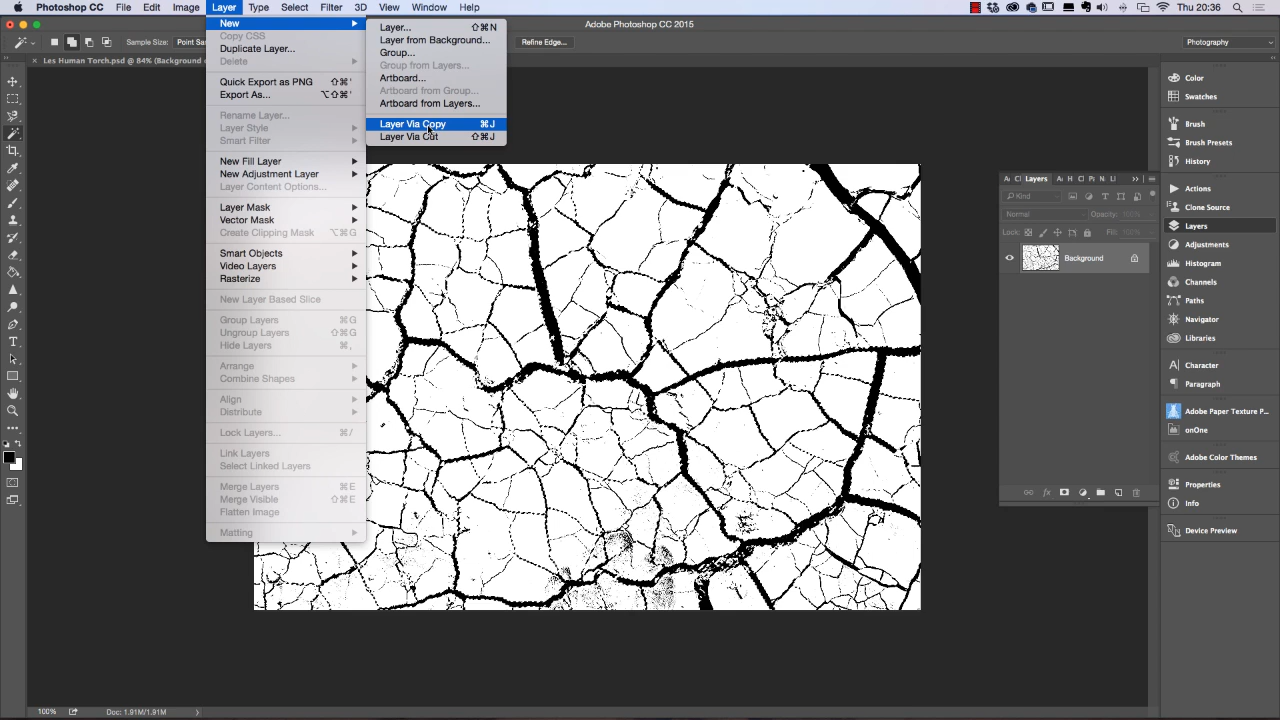 Photoshop CC File Edit Image Layer Type Select Filter 3D View Window Help Thu 20:36
Adobe Photoshop CC 2015
Sample Size: Point Sa Refine Edge... Photography
Les Human Torch.psd @ 84% (Background
New
Copy CSS
Duplicate Layer...
Delete
Quick Export as PNG ⇧⌘'
Export As... ⌥⇧⌘'
Rename Layer...
Layer Style
Smart Filter
New Fill Layer
New Adjustment Layer
Layer Content Options...
Layer Mask
Vector Mask
Create Clipping Mask ⌥⌘G
Smart Objects
Video Layers
Rasterize
New Layer Based Slice
Group Layers ⌘G
Ungroup Layers ⇧⌘G
Hide Layers ⌘,
Arrange
Combine Shapes
Align
Distribute
Lock Layers... ⌘/
Link Layers
Select Linked Layers
Merge Layers ⌘E
Merge Visible ⇧⌘E
Flatten Image
Matting
Layer... ⇧⌘N
Layer from Background...
Group...
Group from Layers...
Artboard...
Artboard from Group...
Artboard from Layers...
Layer Via Copy ⌘J
Layer Via Cut ⇧⌘J
Layers
Kind
Normal Opacity: 100%
Lock: Fill: 100%
Background
Color
Swatches
Brush
Brush Presets
History
Actions
Clone Source
Layers
Adjustments
Histogram
Channels
Paths
Navigator
Libraries
Character
Paragraph
Adobe Paper Texture P...
onOne
Adobe Color Themes
Properties
Info
Device Preview
100% Doc: 1.91M/1.91M